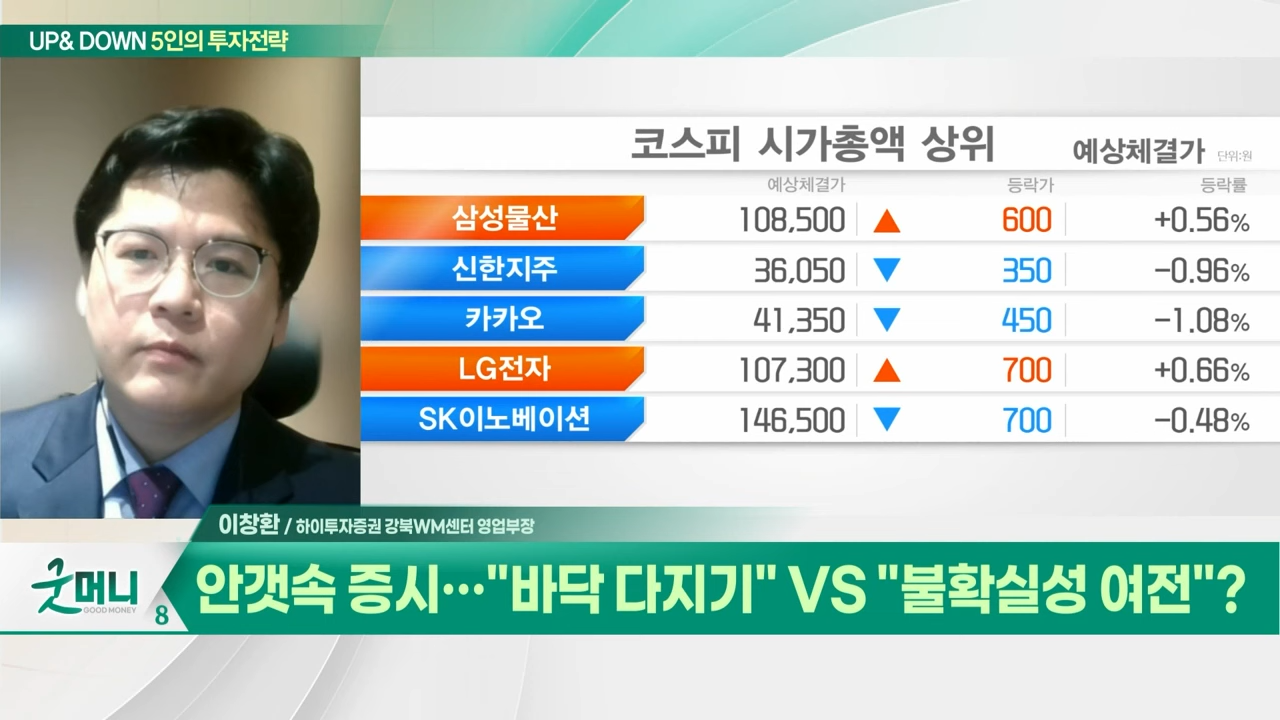 UP& DOWN 5인의 투자전략
코스피 시가총액 상위 예상체결가 단위:원
예상체결가 등락가 등락률
삼성물산 108,500 ▲ 600 +0.56%
신한지주 36,050 ▼ 350 -0.96%
카카오 41,350 ▼ 450 -1.08%
LG전자 107,300 ▲ 700 +0.66%
SK이노베이션 146,500 ▼ 700 -0.48%
이창환 / 하이투자증권 강북WM센터 영업부장
굿머니
GOOD MONEY
8
안갯속 증시…"바닥 다지기" VS "불확실성 여전"?